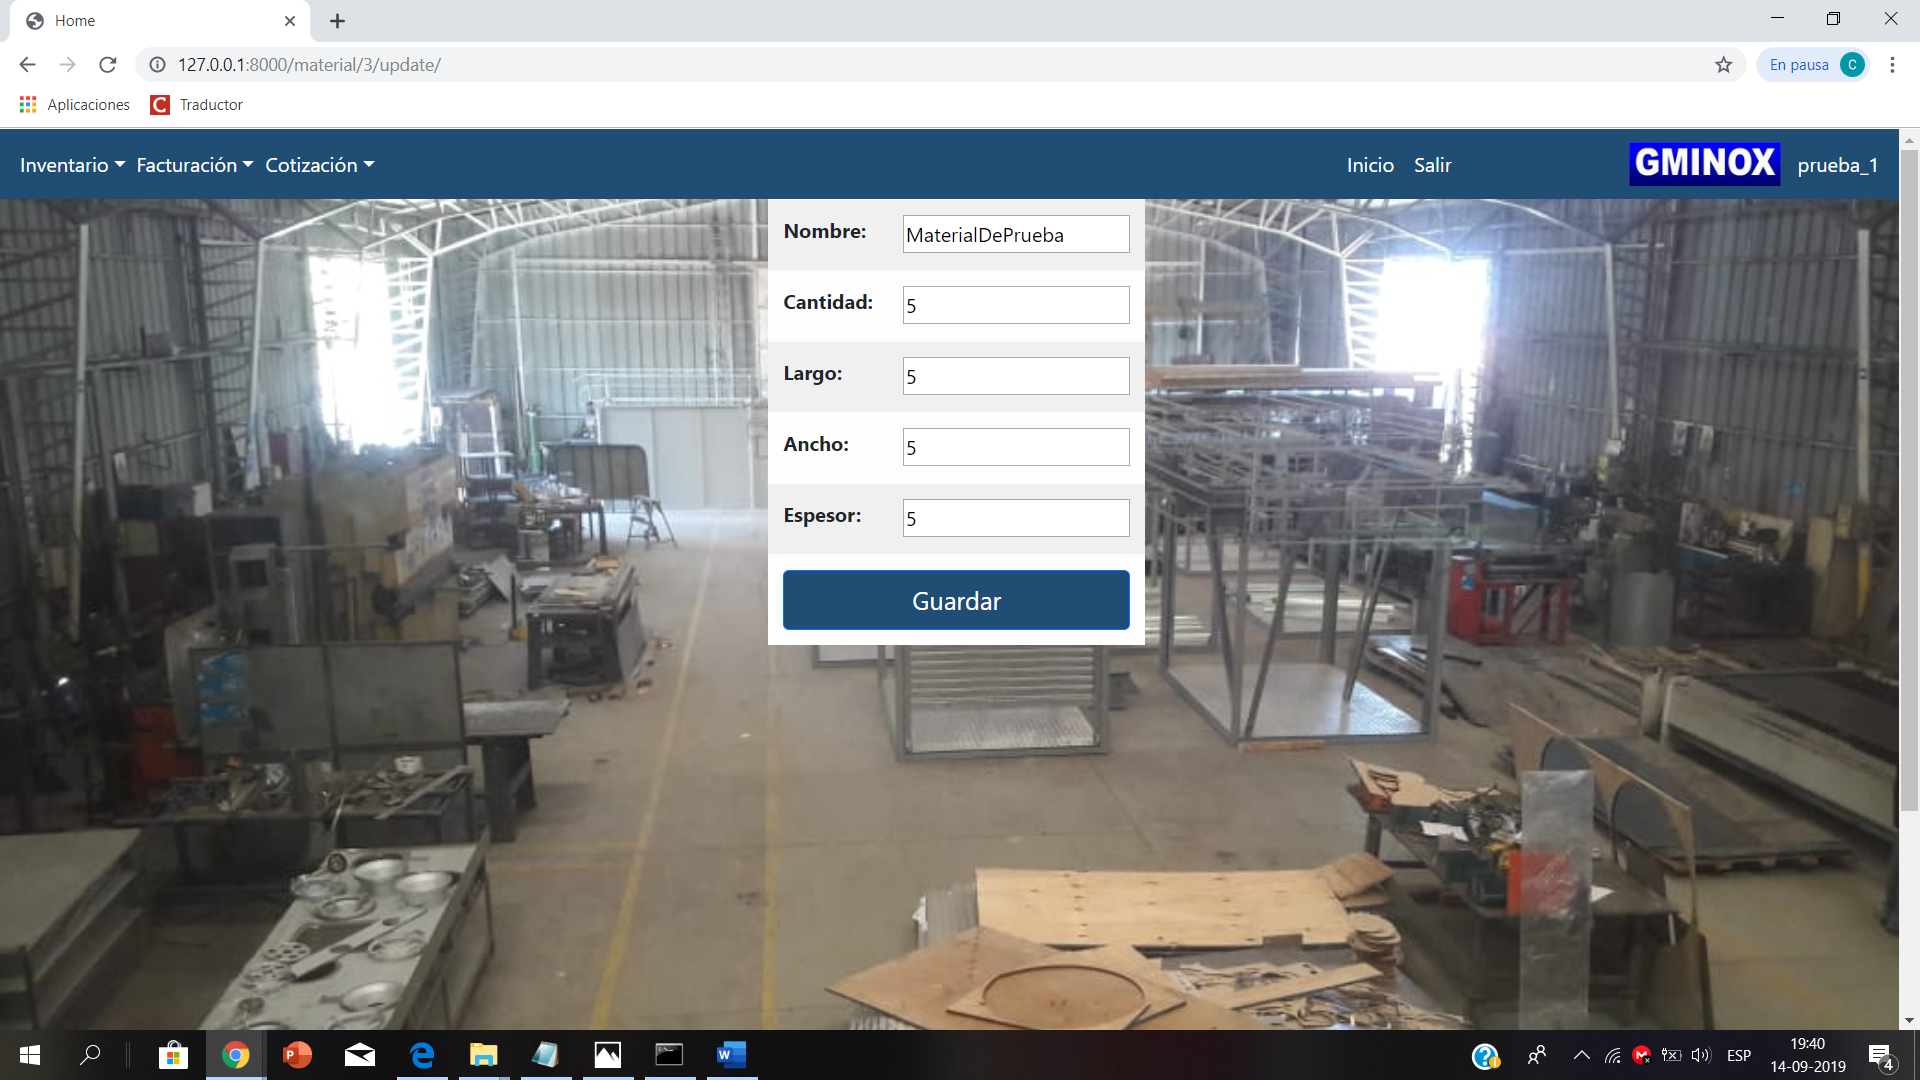 Home
127.0.0.1:8000/material/3/update/
En pausa C
Aplicaciones Traductor
Inventario Facturación Cotización Inicio Salir GMINOX prueba_1
Nombre: MaterialDePrueba
Cantidad: 5
Largo: 5
Ancho: 5
Espesor: 5
Guardar
ESP
19:40
14-09-2019
4